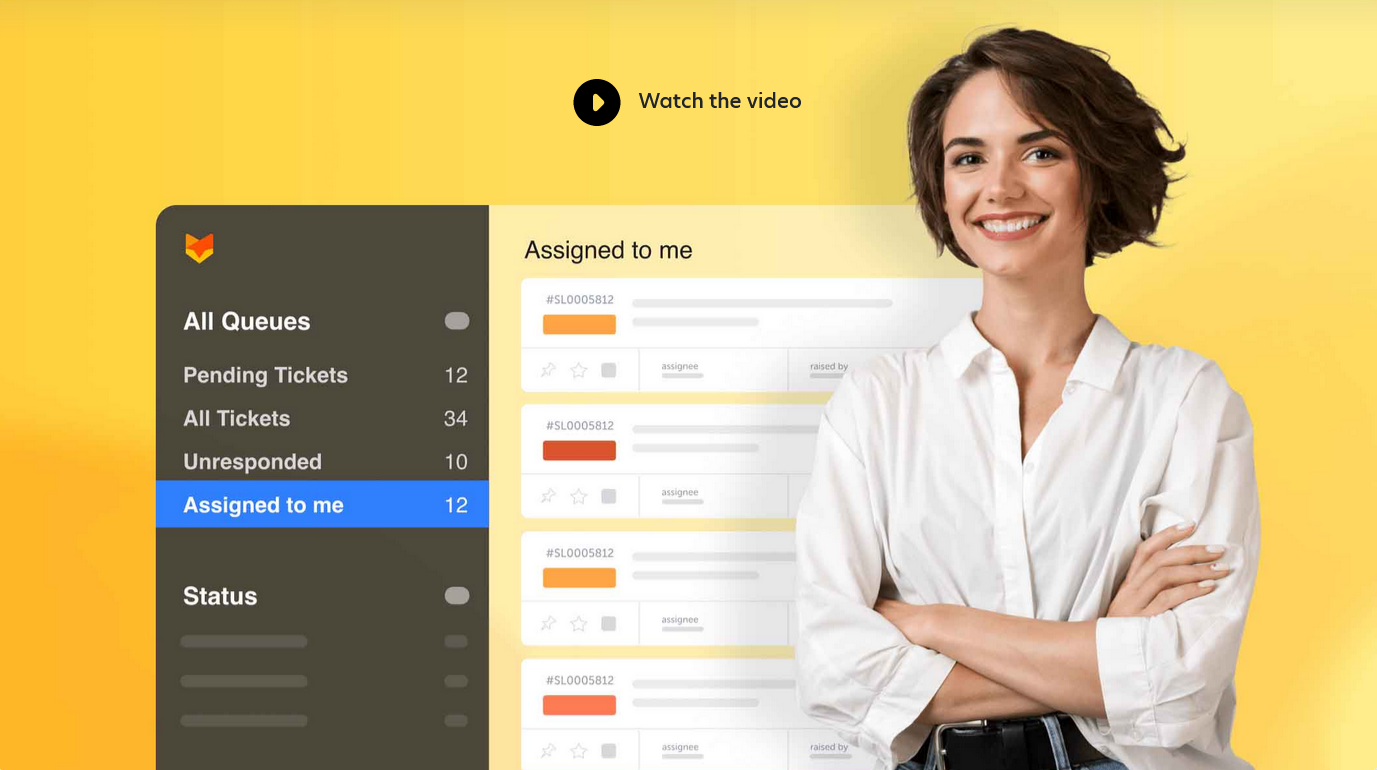 Watch the video
All Queues
Pending Tickets 12
All Tickets 34
Unresponded 10
Assigned to me 12
Status
Assigned to me
#SL0005812
assignee
raised by
#SL0005812
assignee
#SL0005812
assignee
#SL0005812
assignee
raised by